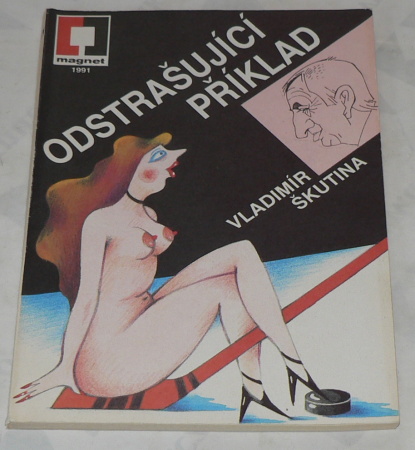 magnet
1991
ODSTRAŠUJÍCÍ
PŘÍKLAD
VLADIMÍR
ŠKUTINA